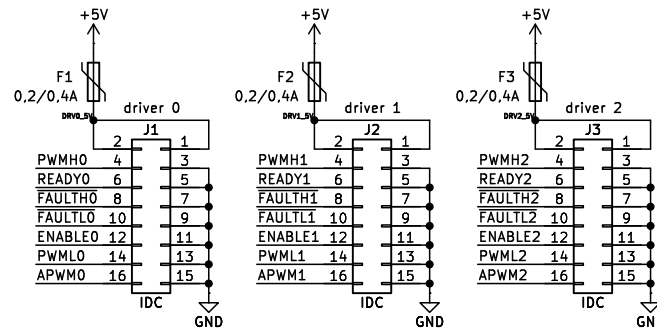 +5V +5V +5V
F1 F2 F3
0,2/0,4A 0,2/0,4A 0,2/0,4A
driver 0 driver 1 driver 2
DRV0_5V DRV1_5V DRV2_5V
J1 J2 J3
2 1 2 1 2 1
PWMH0 4 3 PWMH1 4 3 PWMH2 4 3
READY0 6 5 READY1 6 5 READY2 6 5
FAULTH0 8 7 FAULTH1 8 7 FAULTH2 8 7
FAULTL0 10 9 FAULTL1 10 9 FAULTL2 10 9
ENABLE0 12 11 ENABLE1 12 11 ENABLE2 12 11
PWML0 14 13 PWML1 14 13 PWML2 14 13
APWM0 16 15 APWM1 16 15 APWM2 16 15
IDC IDC IDC
GND GND GN